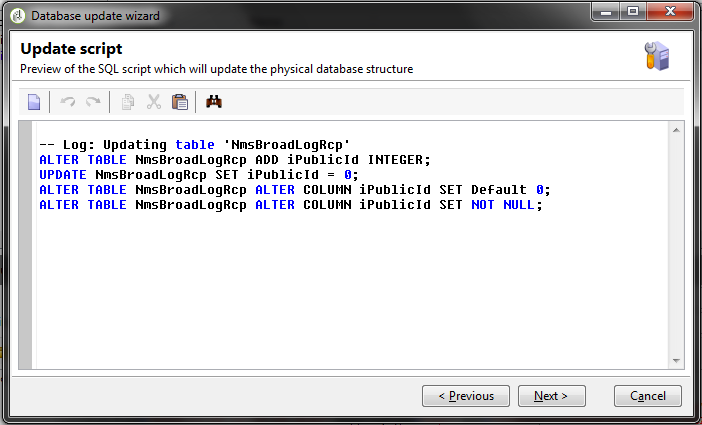 Database update wizard
Update script
Preview of the SQL script which will update the physical database structure
-- Log: Updating table 'NmsBroadLogRcp'
ALTER TABLE NmsBroadLogRcp ADD iPublicId INTEGER;
UPDATE NmsBroadLogRcp SET iPublicId = 0;
ALTER TABLE NmsBroadLogRcp ALTER COLUMN iPublicId SET Default 0;
ALTER TABLE NmsBroadLogRcp ALTER COLUMN iPublicId SET NOT NULL;
< Previous
Next >
Cancel